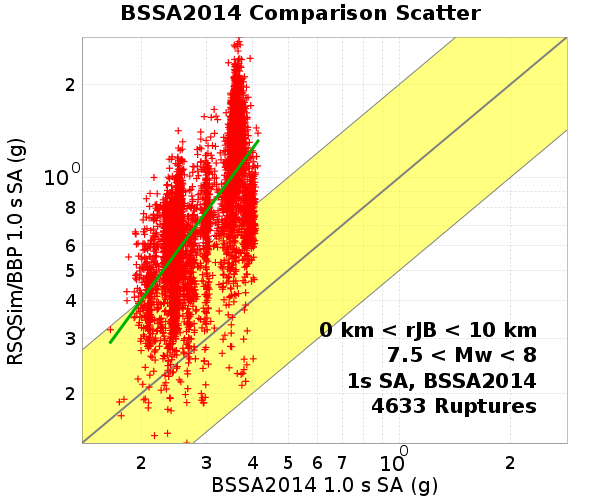 BSSA2014 Comparison Scatter
RSQSim/BBP 1.0 s SA (g)
2
10^0
8
6
5
4
3
2
0 km < rJB < 10 km
7.5 < Mw < 8
1s SA, BSSA2014
4633 Ruptures
2 3 4 5 6 7 10^0 2
BSSA2014 1.0 s SA (g)